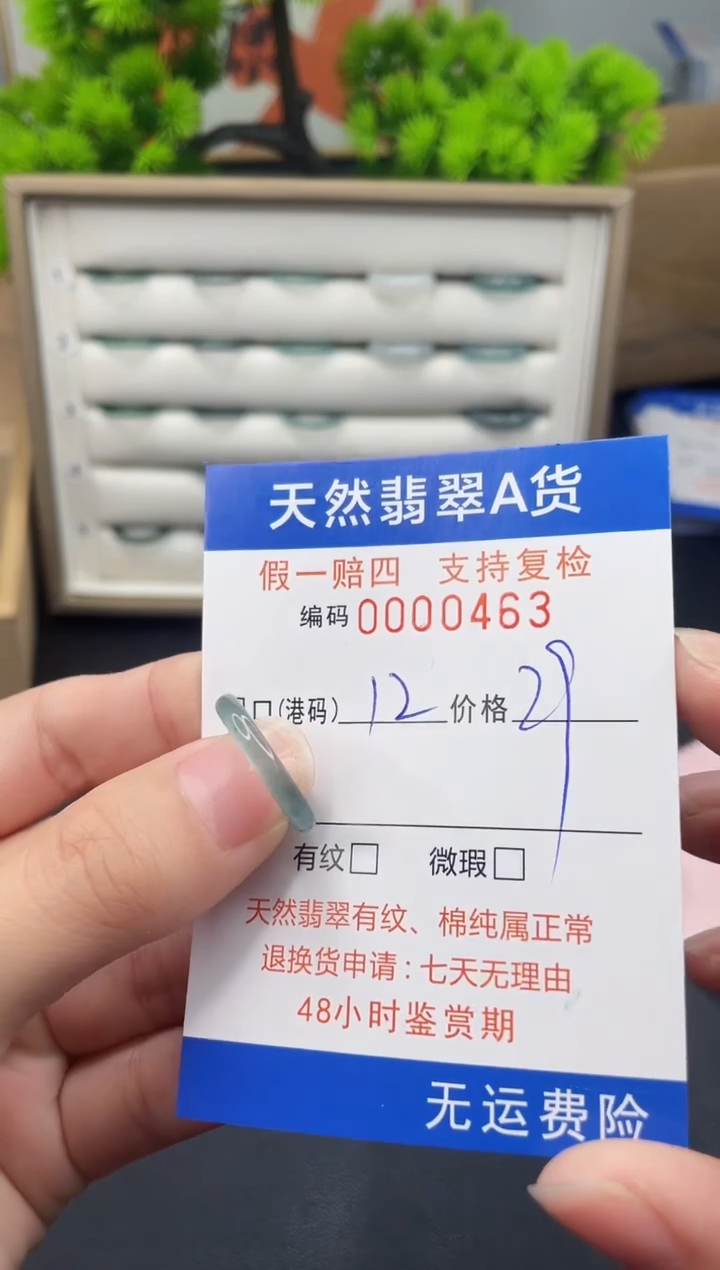 天然翡翠A货
假一赔四 支持复检
编码 0000463
口(港码) 12 价格 29
有纹□ 微瑕□
天然翡翠有纹、棉纯属正常
退换货申请：七天无理由
48小时鉴赏期
无运费险